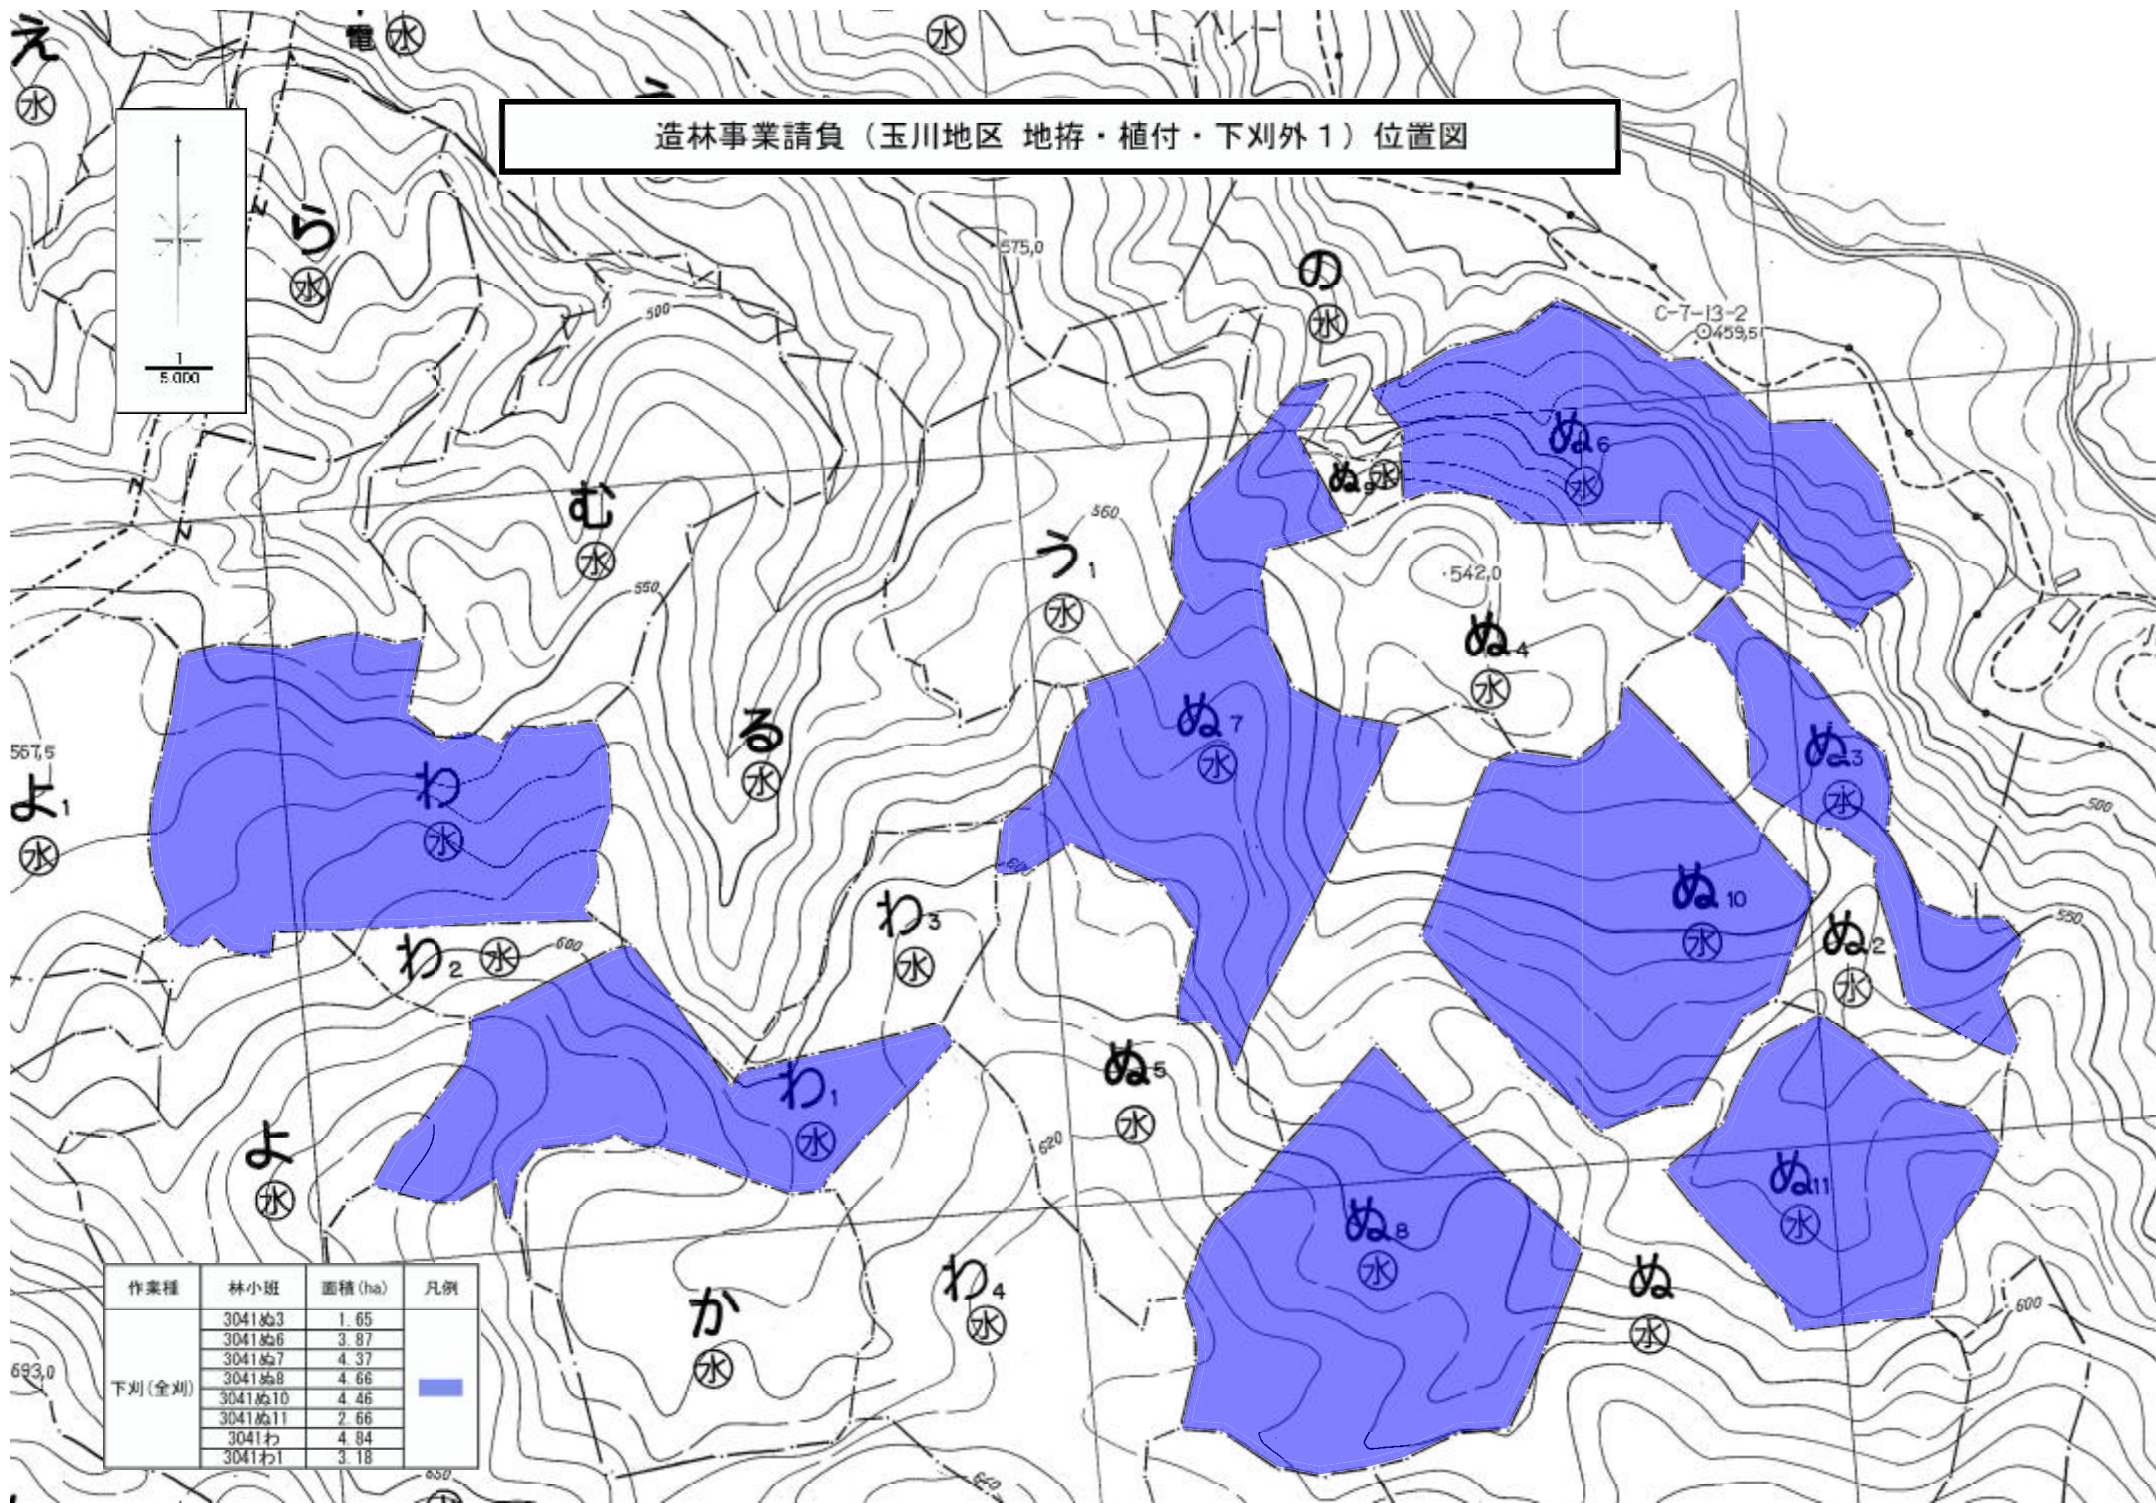 え
㊌
電 ㊌
㊌
造林事業請負（玉川地区 地拵・植付・下刈外１）位置図
ら
㊌
1
5,000
575,0
の
㊌
C-7-13-2
459,5
500
ぬ6
㊌
ぬ9 ㊌
む
㊌
550
560
う1
㊌
542,0
ぬ4
㊌
567,5
よ1
㊌
わ
㊌
る
㊌
ぬ7
㊌
ぬ3
㊌
500
ぬ10
㊌
わ3
㊌
わ2 ㊌
600
ぬ2
㊌
550
わ1
㊌
ぬ5
㊌
620
よ
㊌
ぬ8
㊌
ぬ11
㊌
か
㊌
わ4
㊌
ぬ
㊌
600
693,0
作業種 林小班 面積(ha) 凡例
下刈(全刈)
3041ぬ3 1.65
3041ぬ6 3.87
3041ぬ7 4.37
3041ぬ8 4.66
3041ぬ10 4.46
3041ぬ11 2.66
3041わ 4.84
3041わ1 3.18
650
640